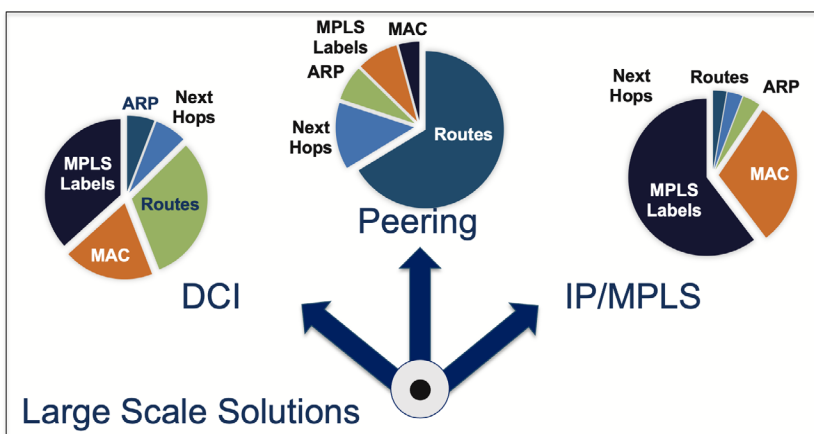 ARP
Next
Hops
MPLS
Labels
Routes
MAC
DCI
MPLS
Labels
MAC
ARP
Next
Hops
Routes
Peering
Next
Hops
Routes
ARP
MAC
MPLS
Labels
IP/MPLS
Large Scale Solutions